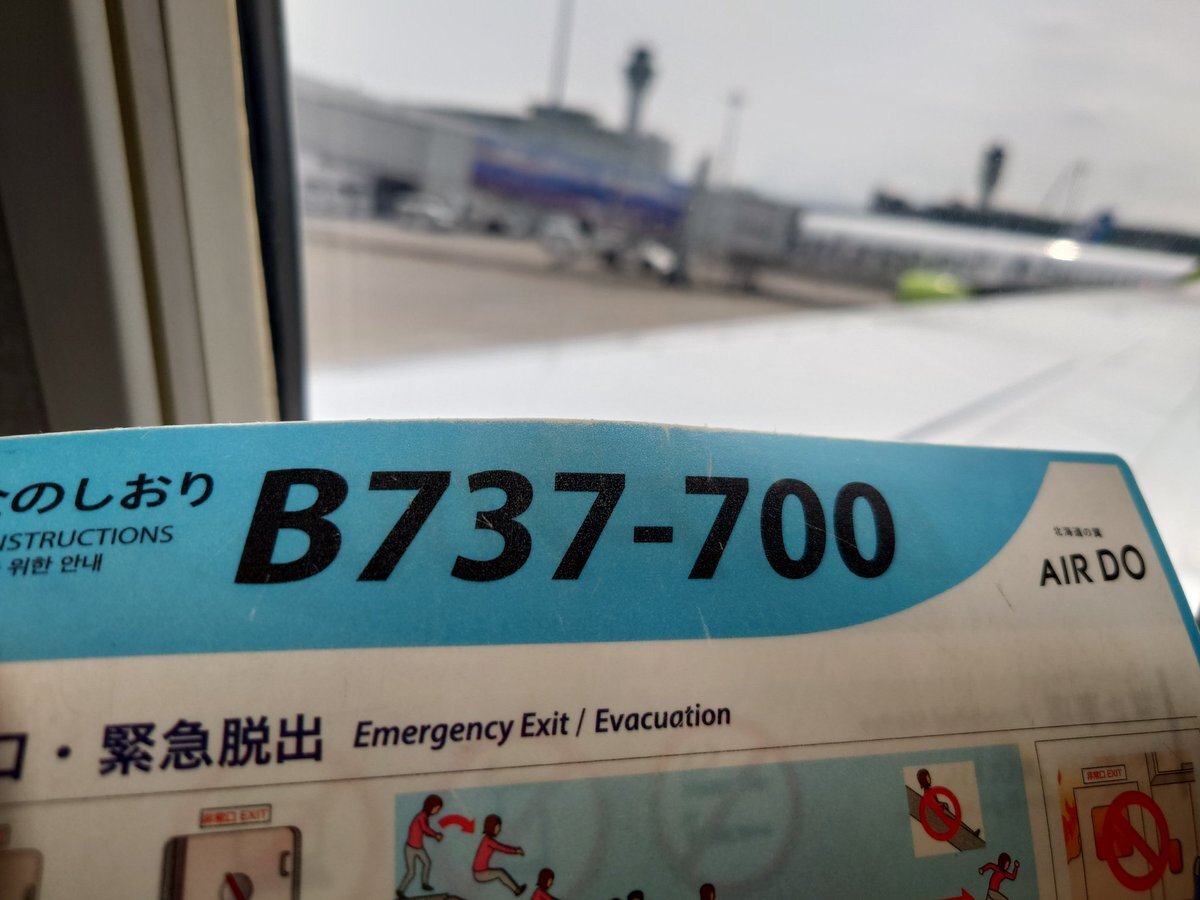 のしおり
B737-700
위한 안내
北海道の翼
AIR DO
・緊急脱出 Emergency Exit / Evacuation
非常口 EXIT
非常口 EXIT